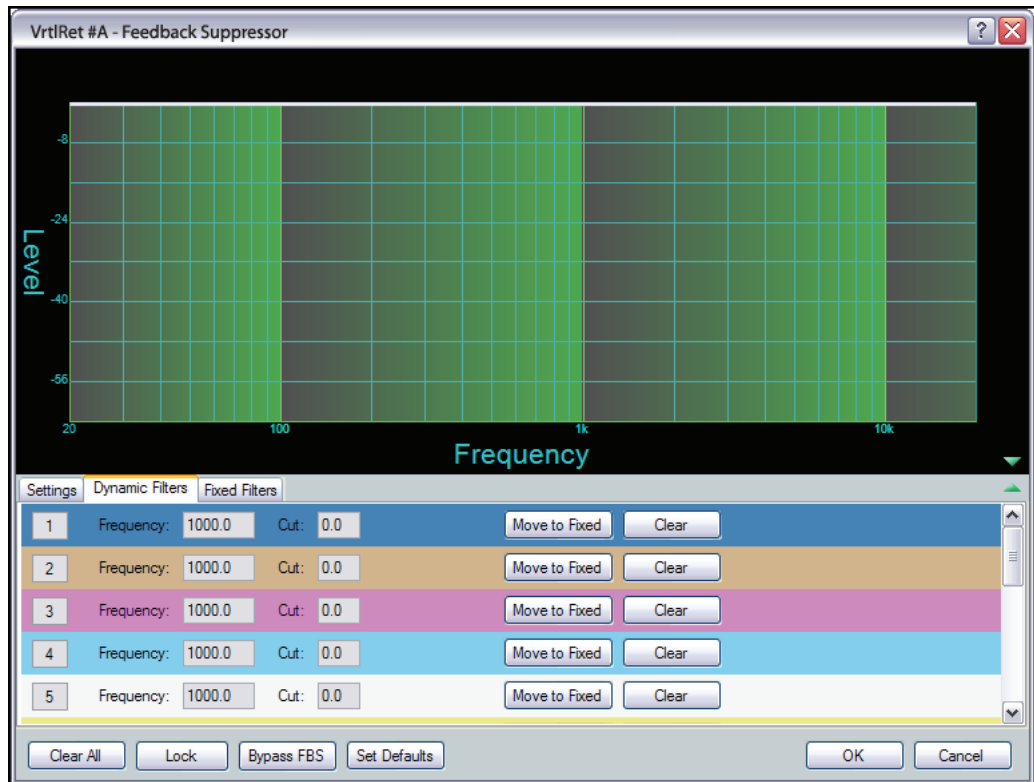 VrtlRet #A - Feedback Suppressor
?
-8
-24
-40
-56
Level
20 100 1k 10k
Frequency
Settings Dynamic Filters Fixed Filters
1 Frequency: 1000.0 Cut: 0.0 Move to Fixed Clear
2 Frequency: 1000.0 Cut: 0.0 Move to Fixed Clear
3 Frequency: 1000.0 Cut: 0.0 Move to Fixed Clear
4 Frequency: 1000.0 Cut: 0.0 Move to Fixed Clear
5 Frequency: 1000.0 Cut: 0.0 Move to Fixed Clear
Clear All Lock Bypass FBS Set Defaults OK Cancel